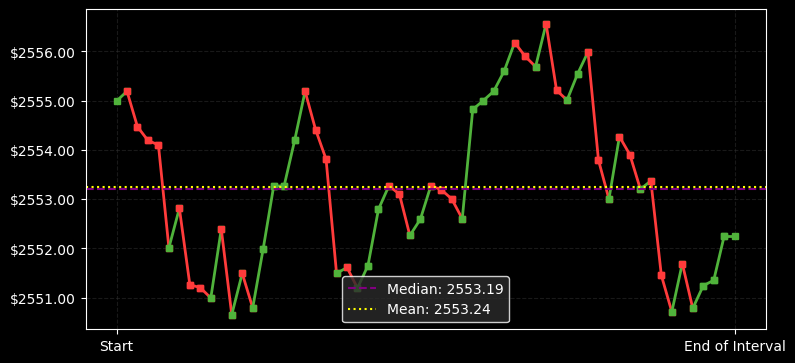 $2556.00
$2555.00
$2554.00
$2553.00
$2552.00
$2551.00
Median: 2553.19
Mean: 2553.24
Start
End of Interval